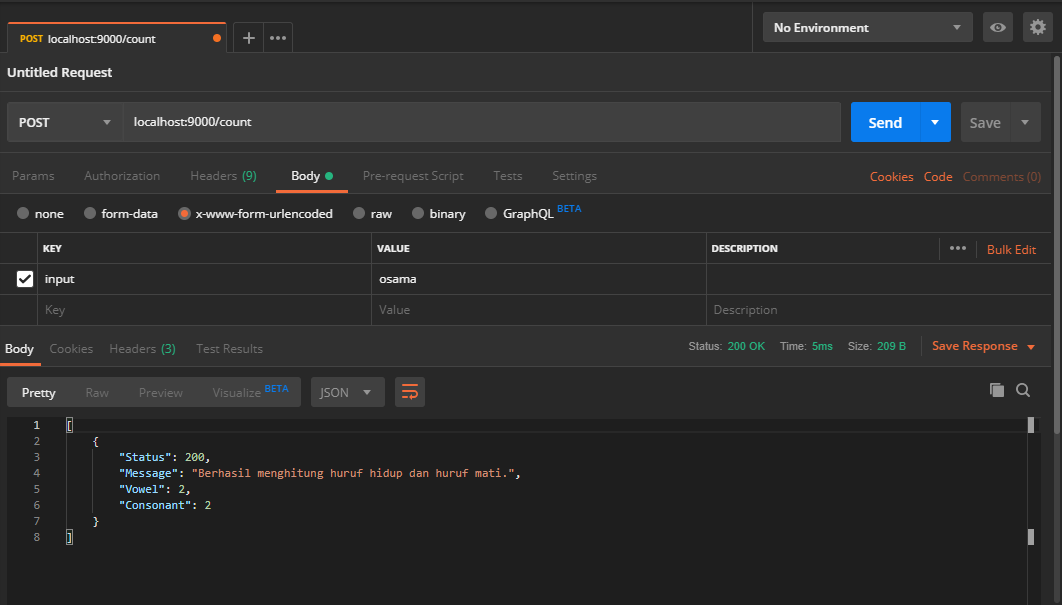 POST localhost:9000/count + ••• No Environment
Untitled Request
POST localhost:9000/count Send Save
Params Authorization Headers (9) Body Pre-request Script Tests Settings Cookies Code Comments (0)
none form-data x-www-form-urlencoded raw binary GraphQL BETA
KEY VALUE DESCRIPTION ••• Bulk Edit
input osama
Key Value Description
Body Cookies Headers (3) Test Results Status: 200 OK Time: 5ms Size: 209 B Save Response
Pretty Raw Preview Visualize BETA JSON
1 [
2 {
3 "Status": 200,
4 "Message": "Berhasil menghitung huruf hidup dan huruf mati.",
5 "Vowel": 2,
6 "Consonant": 2
7 }
8 ]